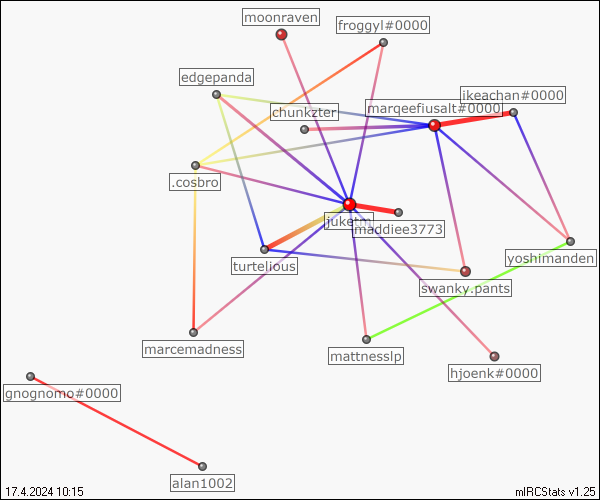 moonraven
froggyl#0000
edgepanda
ikeachan#0000
chunkzter
marqeefiusalt#0000
.cosbro
juketm
maddiee3773
turtelious
yoshimanden
swanky.pants
marcemadness
mattnesslp
hjoenk#0000
gnognomo#0000
alan1002
17.4.2024 10:15
mIRCStats v1.25